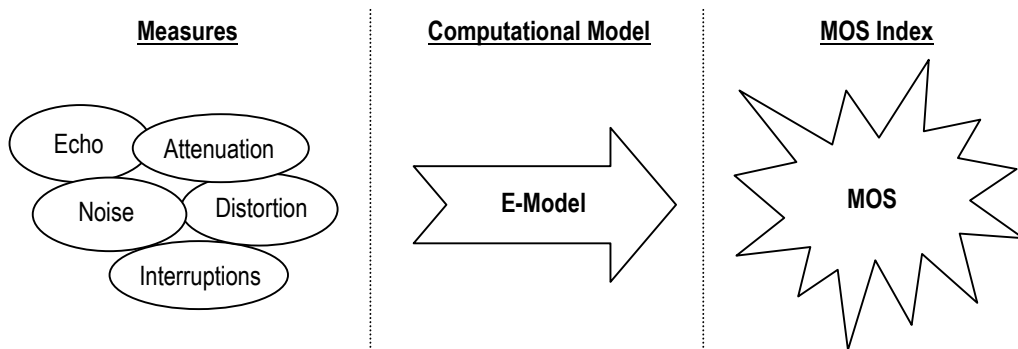 Measures
Computational Model
MOS Index
Echo
Attenuation
Noise
Distortion
Interruptions
E-Model
MOS